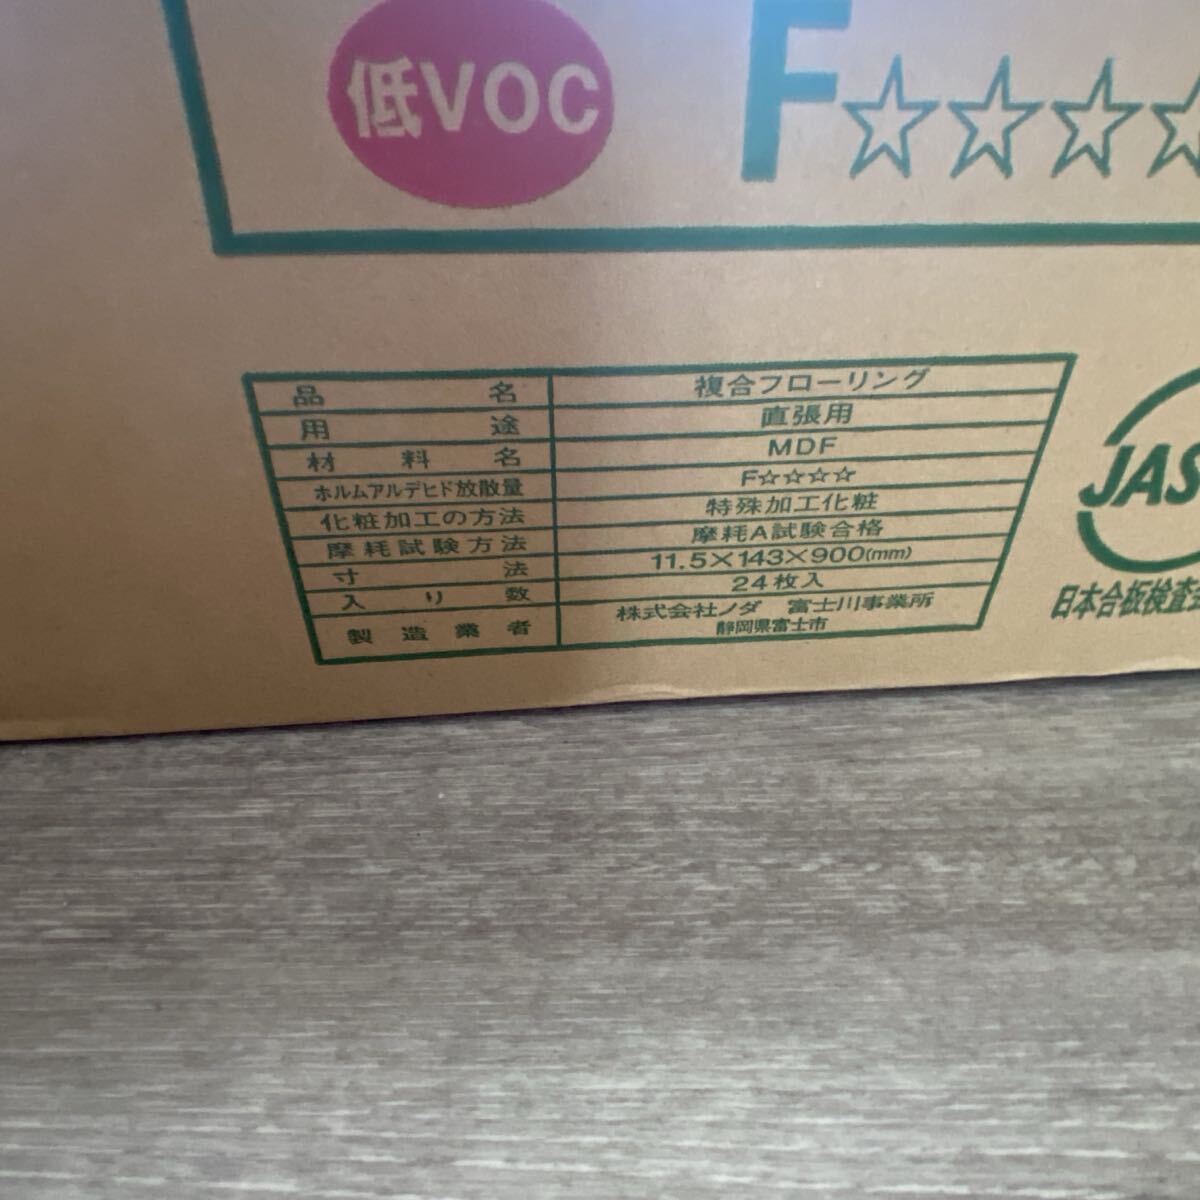 低VOC
F☆☆☆☆
品名 複合フローリング
用途 直張用
材料名 MDF
ホルムアルデヒド放散量 F☆☆☆☆
化粧加工の方法 特殊加工化粧
摩耗試験方法 摩耗A試験合格
寸法 11.5×143×900(mm)
入り数 24枚入
製造業者 株式会社ノダ 富士川事業所
静岡県富士市
JAS
日本合板検査